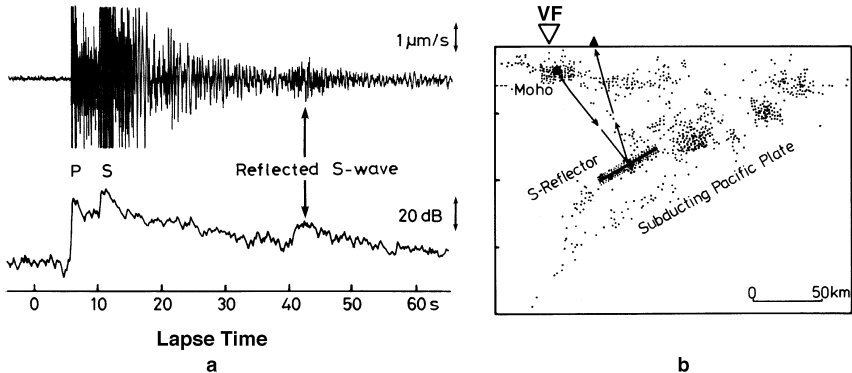 1 μm/s
P S
Reflected S-wave
20 dB
0 10 20 30 40 50 60 s
Lapse Time
a
VF
Moho
S-Reflector
Subducting Pacific Plate
0 50km
b